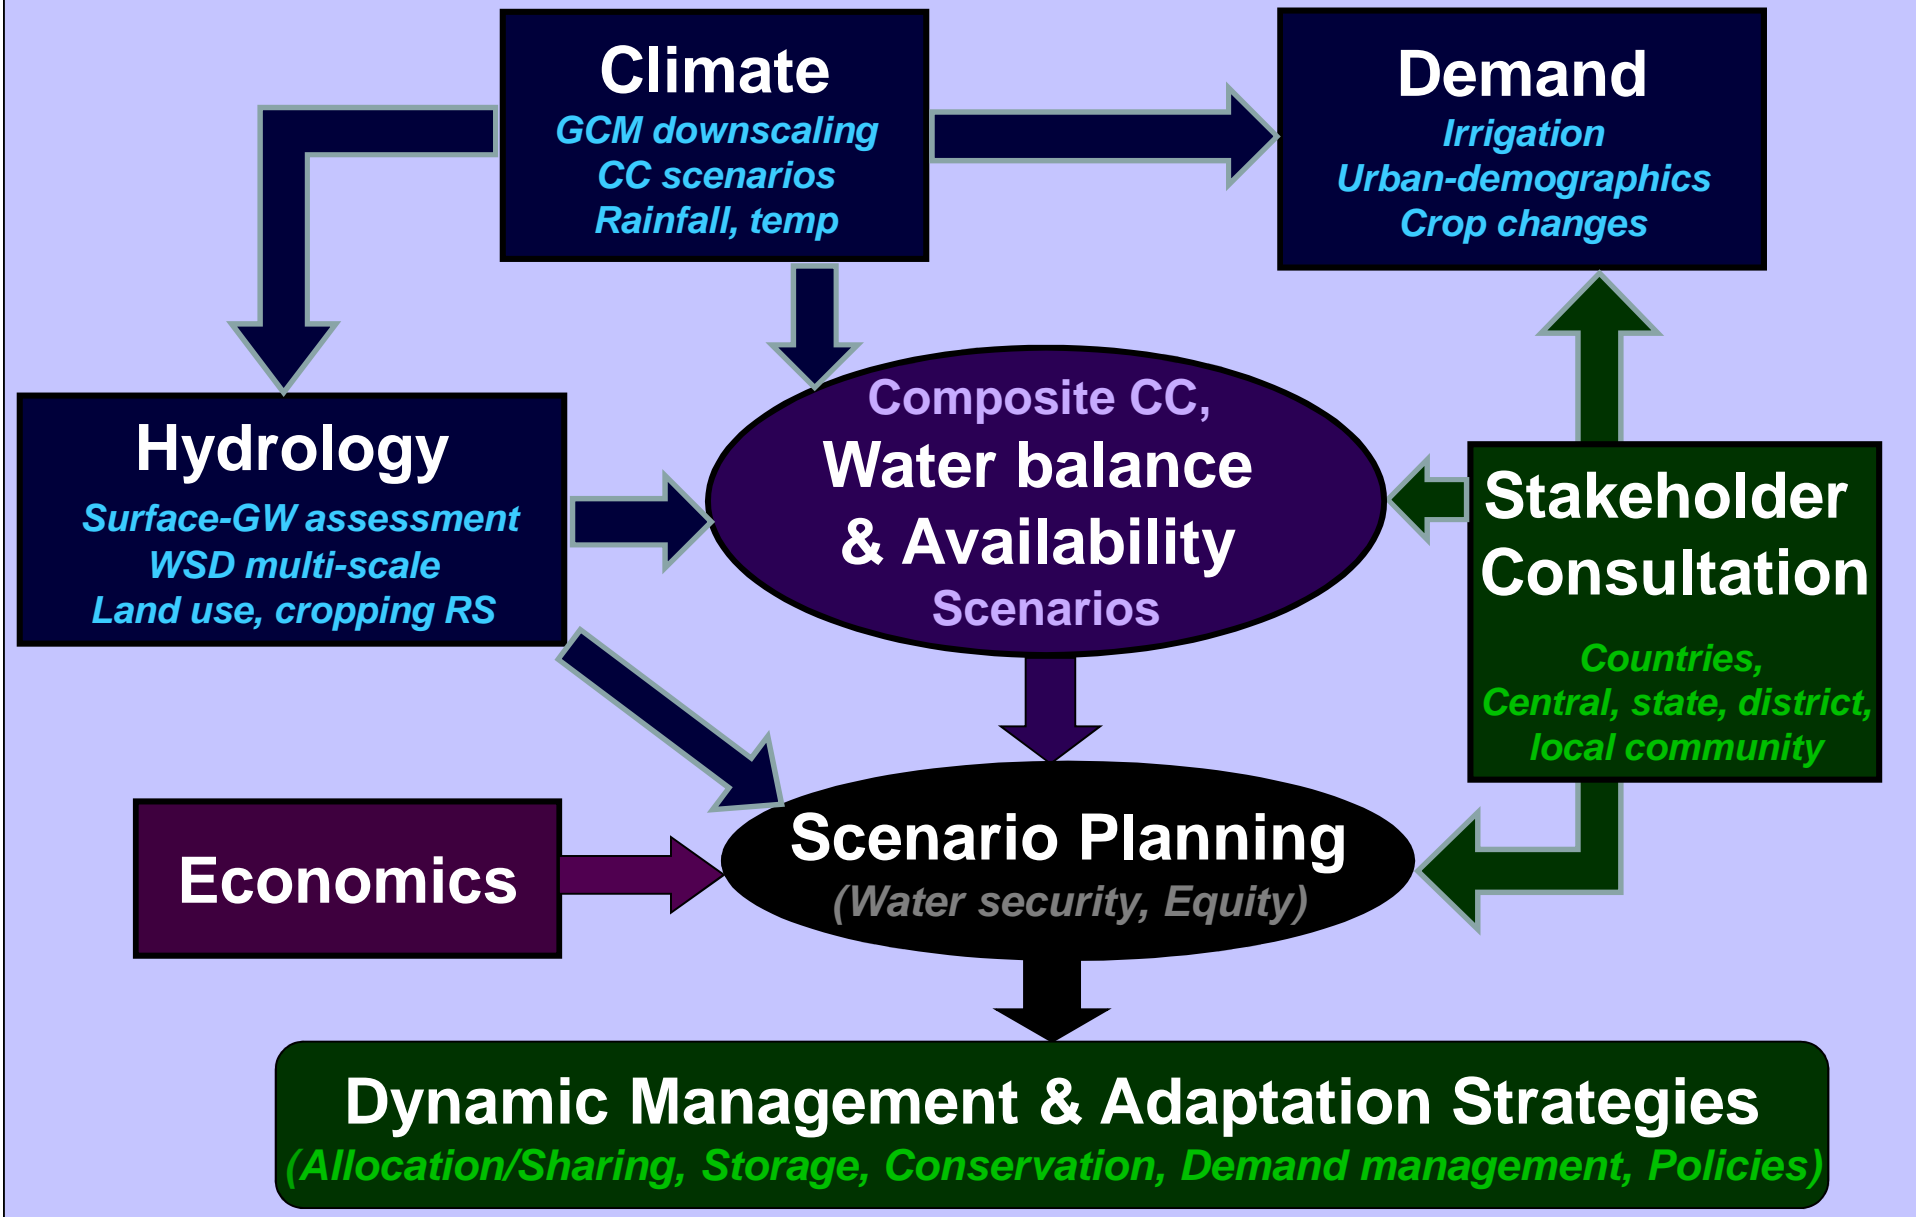 Climate
GCM downscaling
CC scenarios
Rainfall, temp
Demand
Irrigation
Urban-demographics
Crop changes
Hydrology
Surface-GW assessment
WSD multi-scale
Land use, cropping RS
Composite CC,
Water balance
& Availability
Scenarios
Stakeholder
Consultation
Countries,
Central, state, district,
local community
Economics
Scenario Planning
(Water security, Equity)
Dynamic Management & Adaptation Strategies
(Allocation/Sharing, Storage, Conservation, Demand management, Policies)